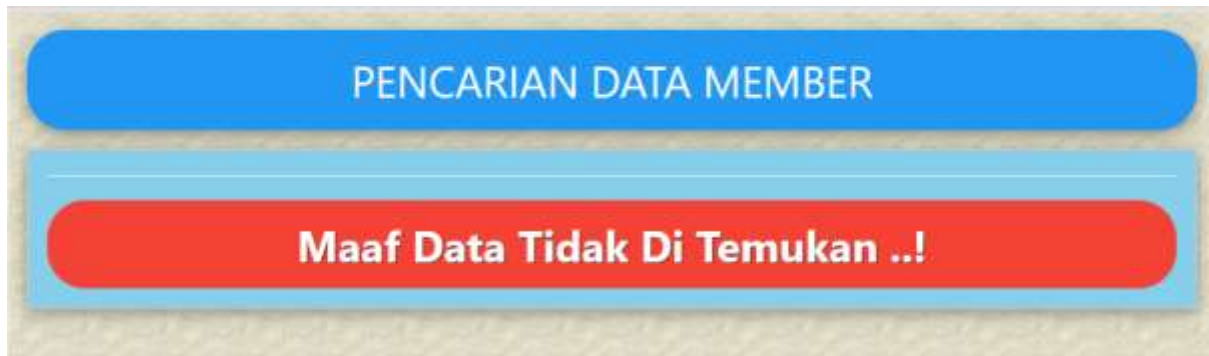 PENCARIAN DATA MEMBER
Maaf Data Tidak Di Temukan ..!